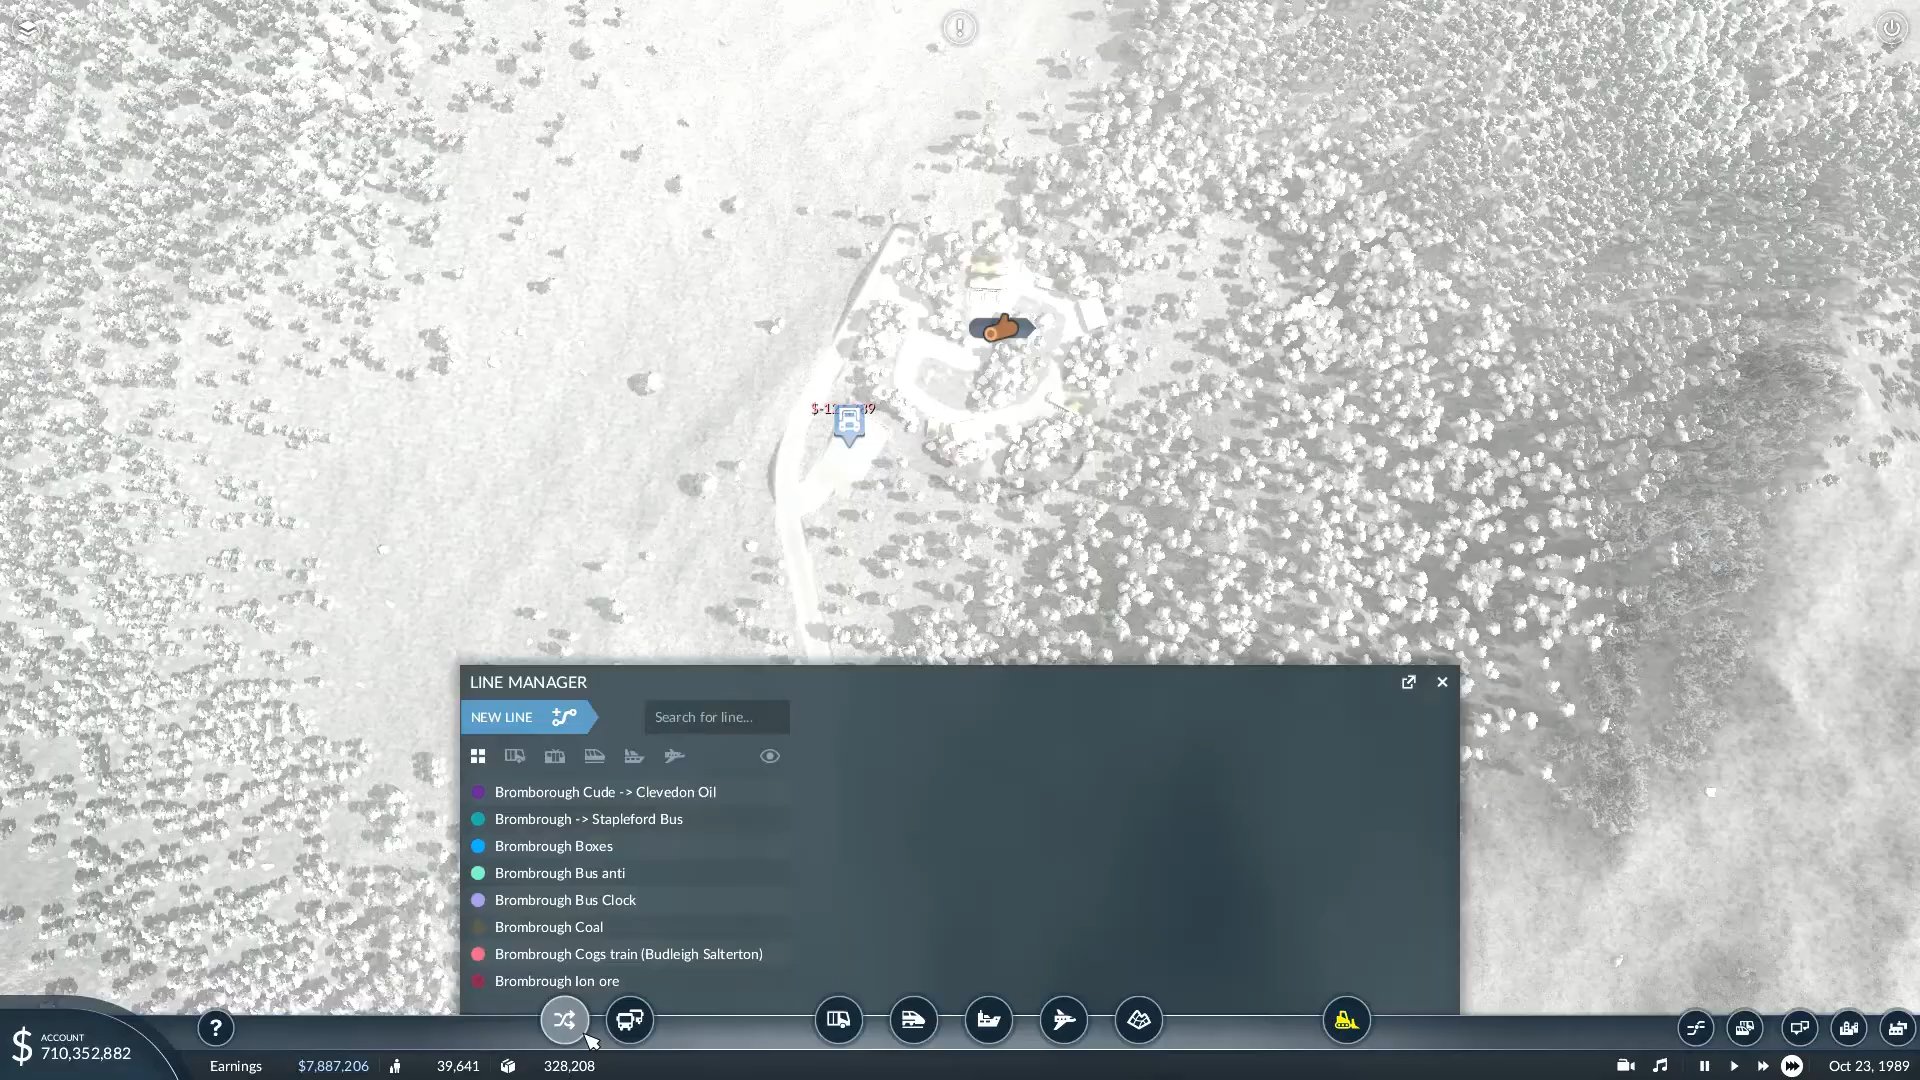 LINE MANAGER
NEW LINE
Search for line...
Bromborough Cude -> Clevedon Oil
Brombrough -> Stapleford Bus
Brombrough Boxes
Brombrough Bus anti
Brombrough Bus Clock
Brombrough Coal
Brombrough Cogs train (Budleigh Salterton)
Brombrough Ion ore
?
$ ACCOUNT
710,352,882
Earnings $7,887,206 39,641 328,208
Oct 23, 1989